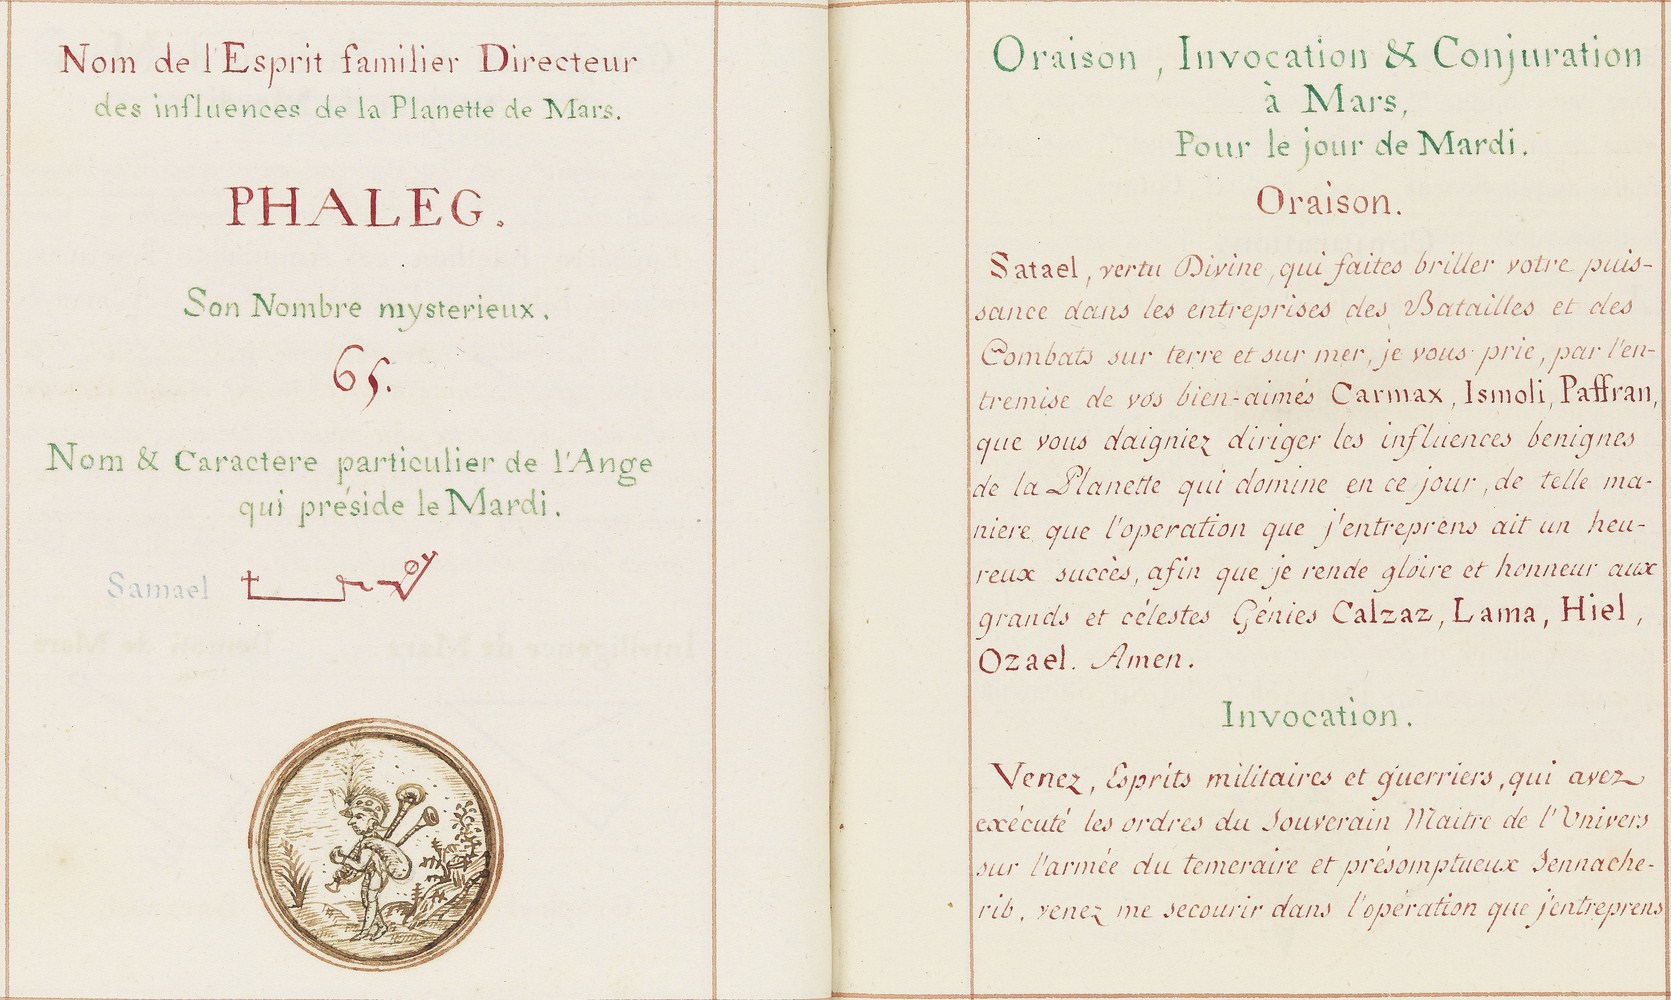 Nom de l'Esprit familier Directeur
des influences de la Planette de Mars.
PHALEG.
Son Nombre mysterieux.
65.
Nom & Caractere particulier de l'Ange
qui préside le Mardi.
Samael
Oraison, Invocation & Conjuration
à Mars,
Pour le jour de Mardi.
Oraison.
Satael, vertu Divine, qui faites briller votre puis-
sance dans les entreprises des Batailles et des
Combats sur terre et sur mer, je vous prie, par l'en-
tremise de vos bien-aimés Carmax, Ismoli, Paffran,
que vous daigniez diriger les influences benignes
de la Planette qui domine en ce jour, de telle ma-
niere que l'operation que j'entreprens ait un heu-
reux succès, afin que je rende gloire et honneur aux
grands et célestes Génies Calzaz, Lama, Hiel,
Ozael. Amen.
Invocation.
Venez, Esprits militaires et guerriers, qui avez
exécuté les ordres du Souverain Maitre de l'Univers
sur l'armée du temeraire et présomptueux Sennache-
rib, venez me secourir dans l'opération que j'entreprens